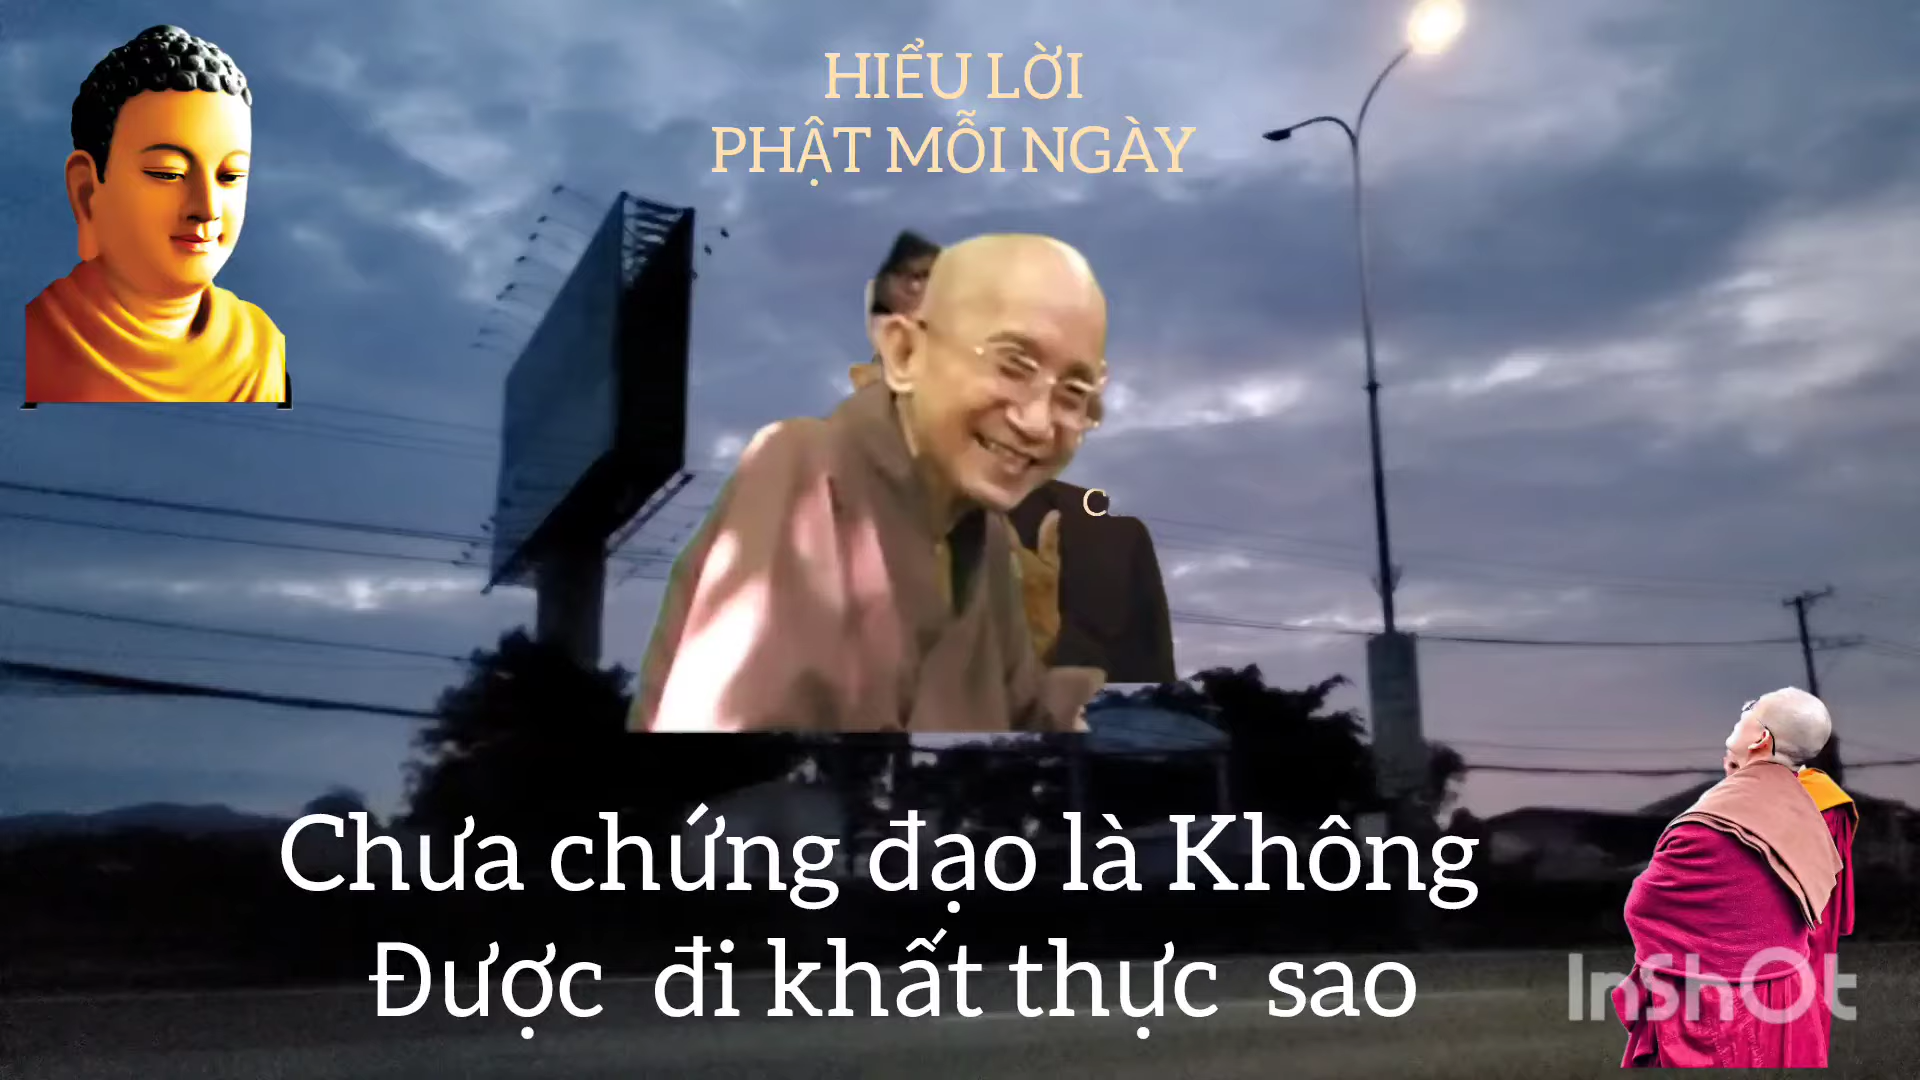 HIỂU LỜI
PHẬT MỖI NGÀY
C...
Chưa chứng đạo là Không
Được đi khất thực sao
InShOt